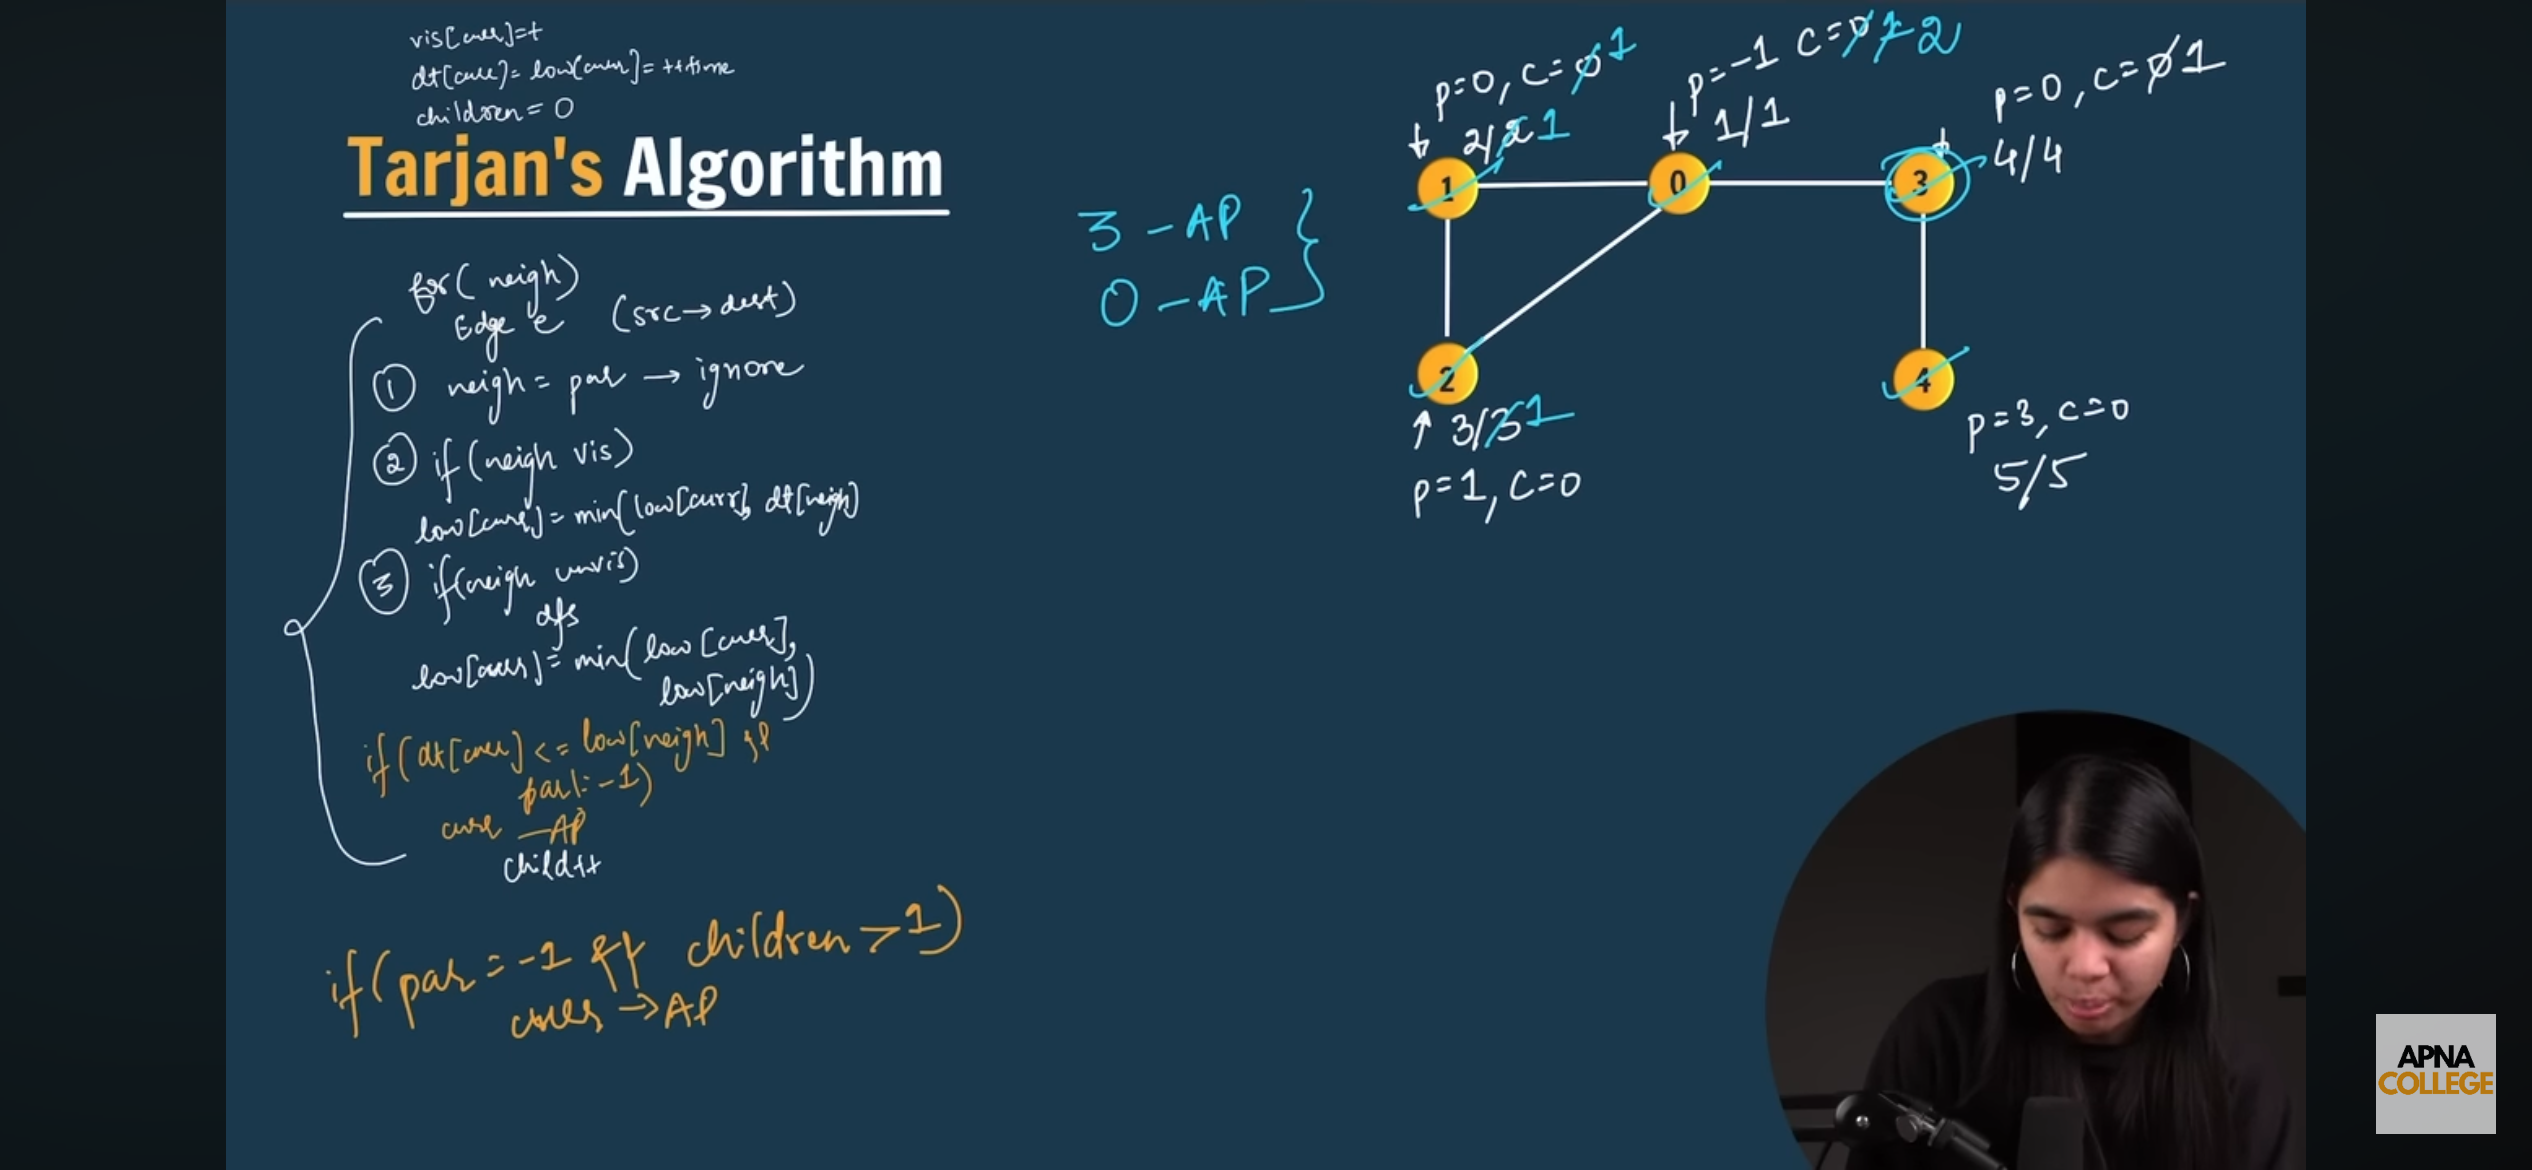 vis[curr]=t
dt[curr]=low[curr]=++time
children=0
Tarjan's Algorithm
for(neigh)
Edge e (src→dest)
① neigh=par → ignore
② if(neigh vis)
low[curr]=min(low[curr], dt[neigh]
③ if(neigh unvis)
dfs
low[curr]=min(low[curr],
low[neigh])
if(dt[curr]<=low[neigh] &&
par!=-1)
curr —AP
child++
if(par=-1 && children>1)
curr→AP
3 -AP
0 -AP
p=0, c=0 1
2/2 1
p=-1 c=0 1 2
1/1
p=0, c=0 1
4/4
1
0
3
2
4
3/3 1
p=1, c=0
p=3, c=0
5/5
APNA
COLLEGE